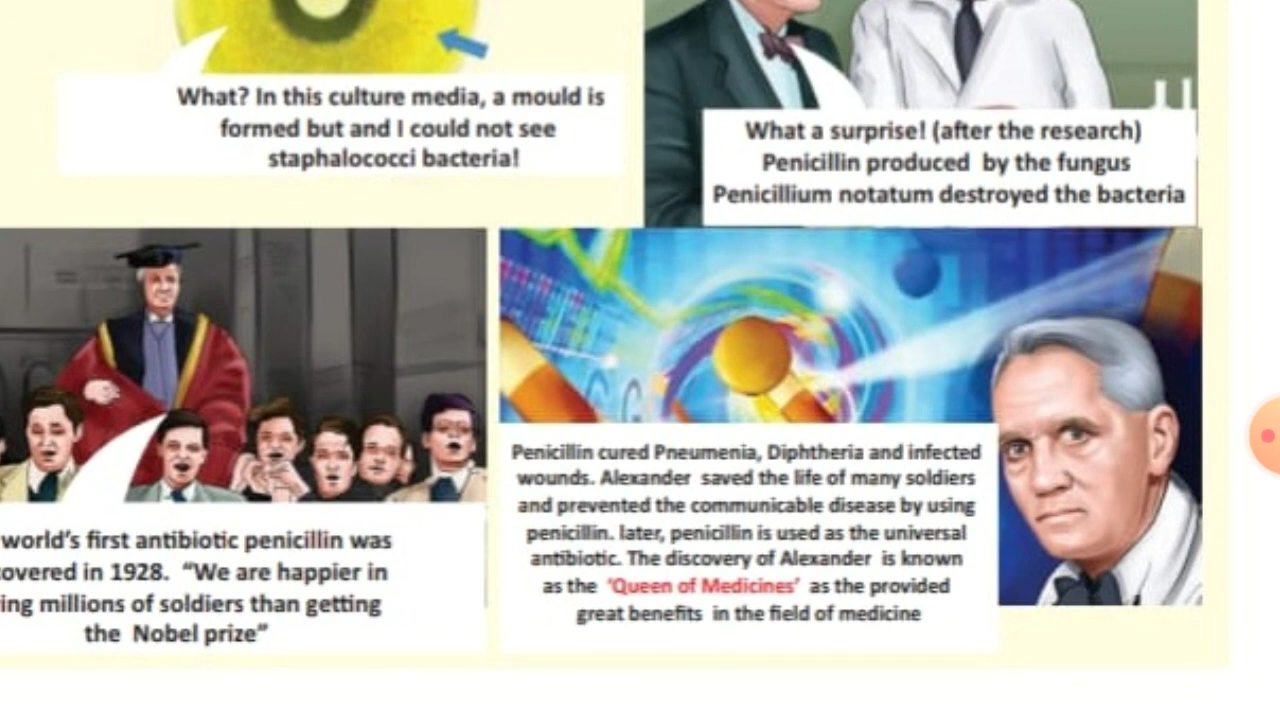 What? In this culture media, a mould is
formed but and I could not see
staphalococci bacteria!
What a surprise! (after the research)
Penicillin produced by the fungus
Penicillium notatum destroyed the bacteria
world's first antibiotic penicillin was
in 1928. "We are happier in
millions of soldiers than getting
the Nobel prize"
Penicillin cured Pneumenia, Diphtheria and infected
wounds. Alexander saved the life of many soldiers
and prevented the communicable disease by using
penicillin. later, penicillin is used as the universal
antibiotic. The discovery of Alexander is known
as the 'Queen of Medicines' as the provided
great benefits in the field of medicine